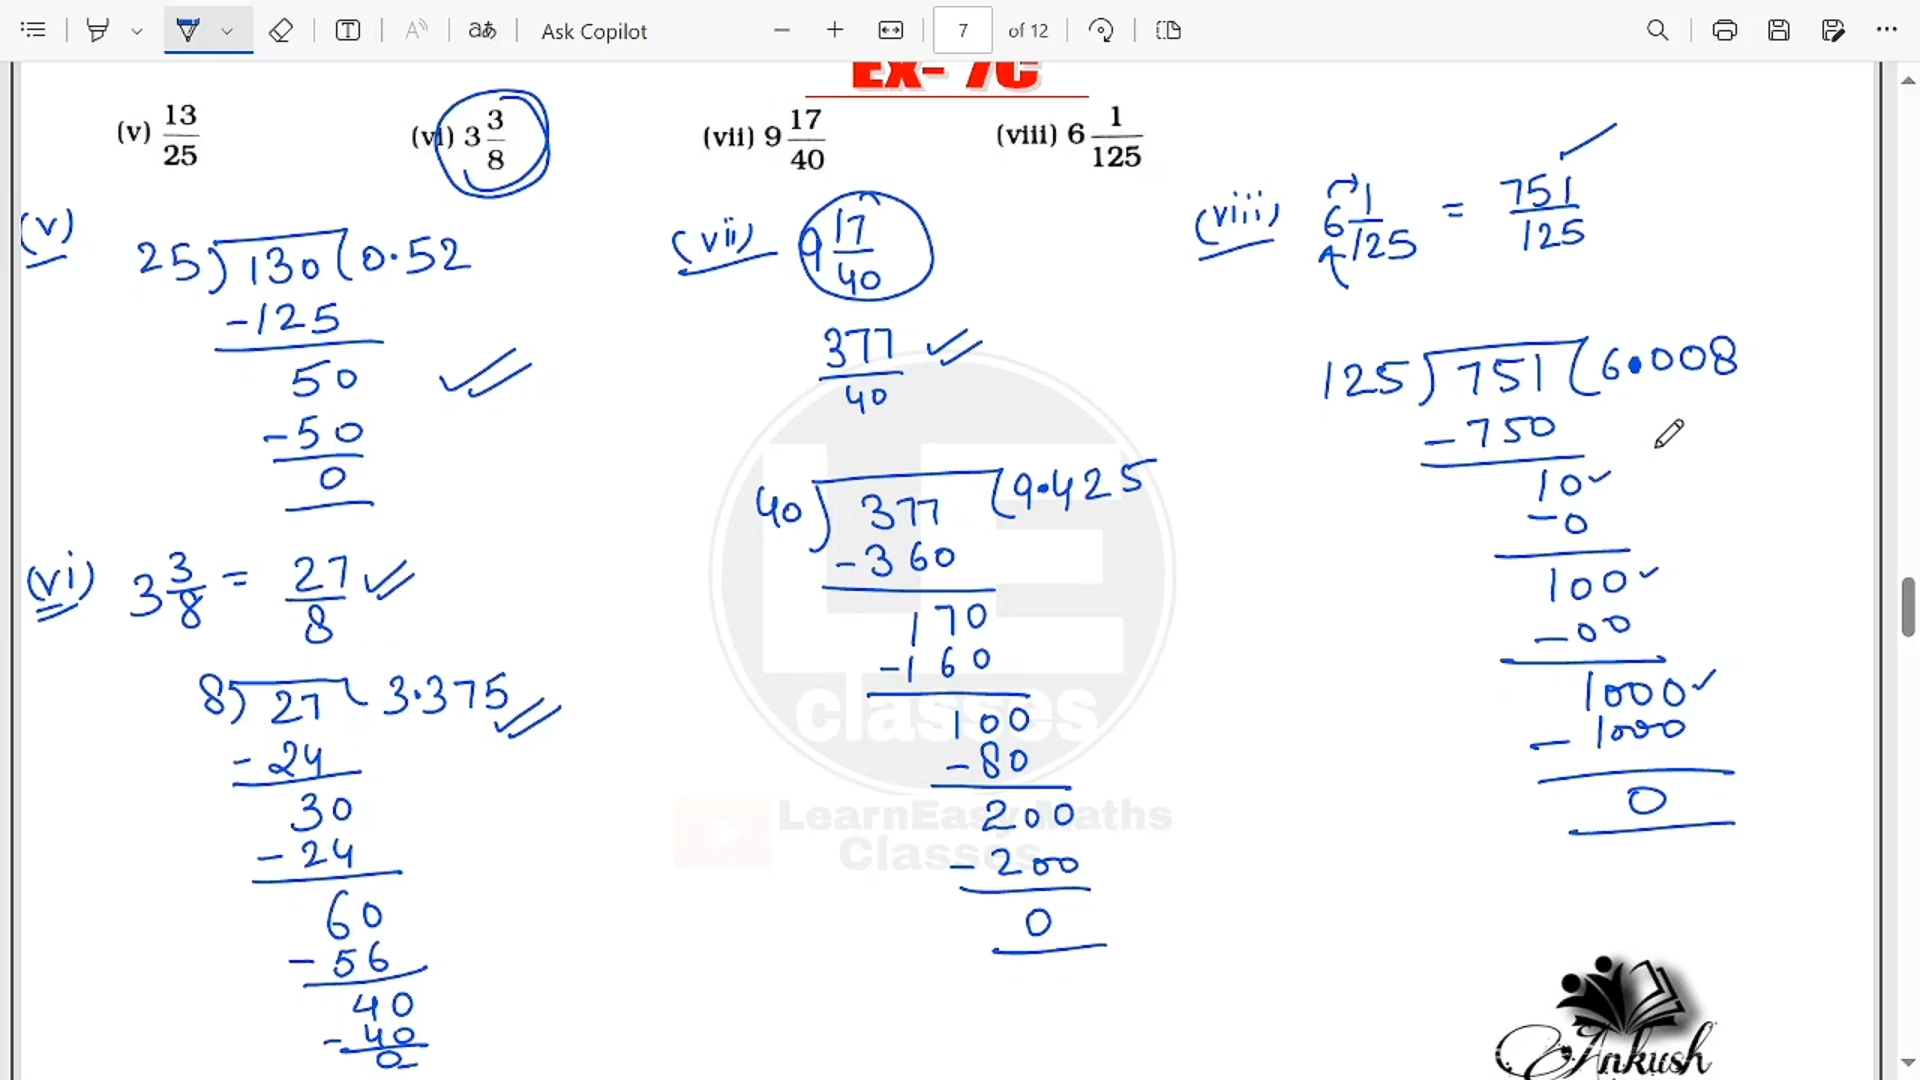 Ask Copilot 7 of 12
Ex- 7C
(v) 13/25 (vi) 3 3/8 (vii) 9 17/40 (viii) 6 1/125
(v)
25) 130 (0.52
-125
50
-50
0
(vi) 3 3/8 = 27/8
8) 27 3.375
-24
30
-24
60
-56
40
-40
0
(vii) 9 17/40
377/40
40) 377 (9.425
-360
170
-160
100
-80
200
-200
0
(viii) 6 1/125 = 751/125
125) 751 (6.008
-750
10
-0
100
-00
1000
-1000
0
LE
classes
LearnEasy Maths
Classes
Ankush